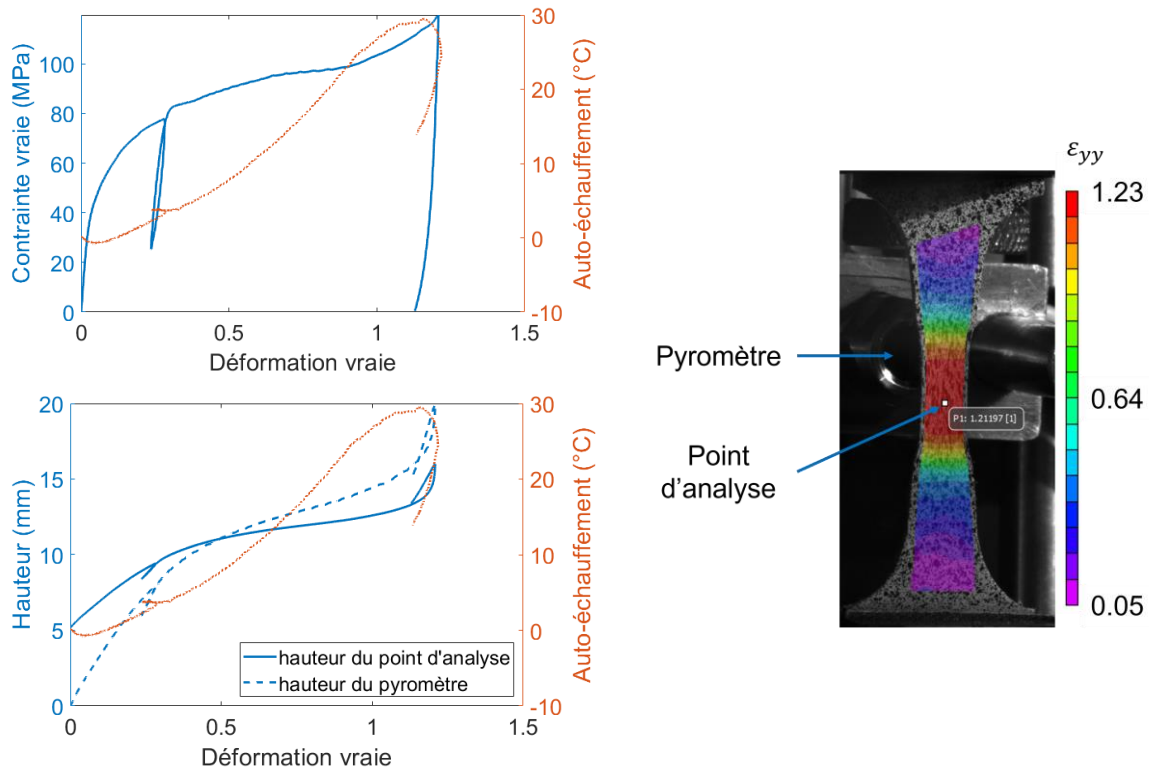 Contrainte vraie (MPa)
100
80
60
40
20
0
0
0.5
1
1.5
Déformation vraie
30
20
10
0
-10
Auto-échauffement (°C)
Hauteur (mm)
20
15
10
5
0
0
0.5
1
1.5
Déformation vraie
hauteur du point d'analyse
hauteur du pyromètre
30
20
10
0
-10
Auto-échauffement (°C)
Pyromètre
Point
d'analyse
P1: 1.21197 [1]
εyy
1.23
0.64
0.05